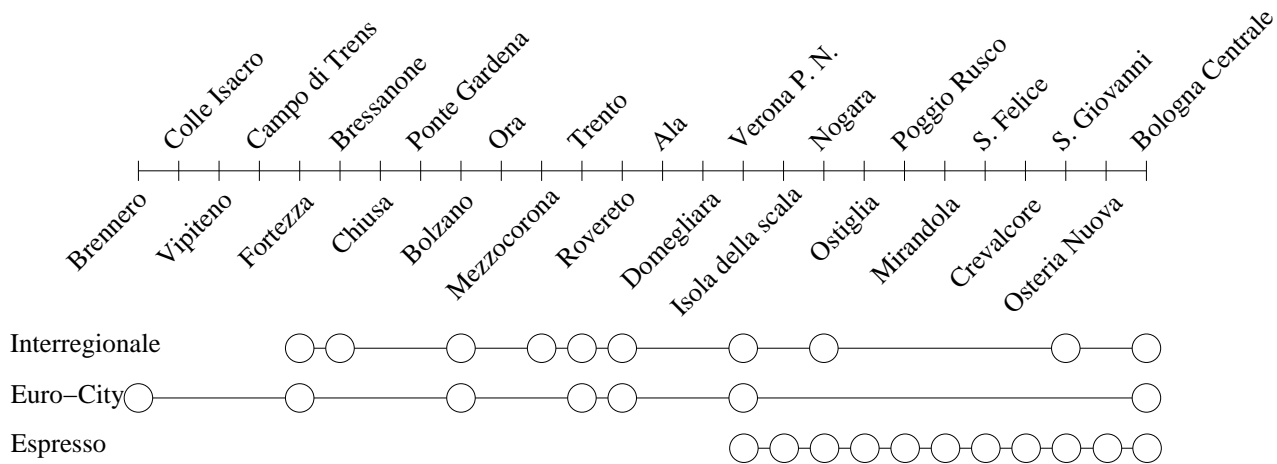 Colle Isacro
Campo di Trens
Bressanone
Ponte Gardena
Ora
Trento
Ala
Verona P. N.
Nogara
Poggio Rusco
S. Felice
S. Giovanni
Bologna Centrale
Brennero
Vipiteno
Fortezza
Chiusa
Bolzano
Mezzocorona
Rovereto
Domegliara
Isola della scala
Ostiglia
Mirandola
Crevalcore
Osteria Nuova
Interregionale
Euro−City
Espresso